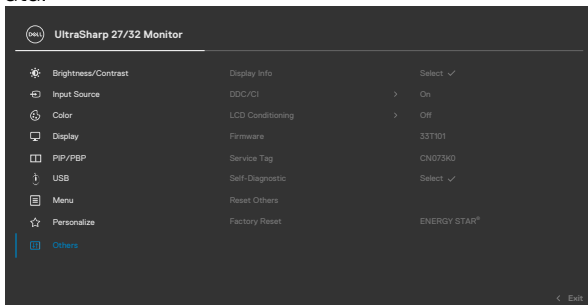 DELL UltraSharp 27/32 Monitor
Brightness/Contrast Display Info Select ✓
Input Source DDC/CI > On
Color LCD Conditioning > Off
Display Firmware 33T101
PIP/PBP Service Tag CN073K0
USB Self-Diagnostic Select ✓
Menu Reset Others
Personalize Factory Reset ENERGY STAR®
Others
< Exit